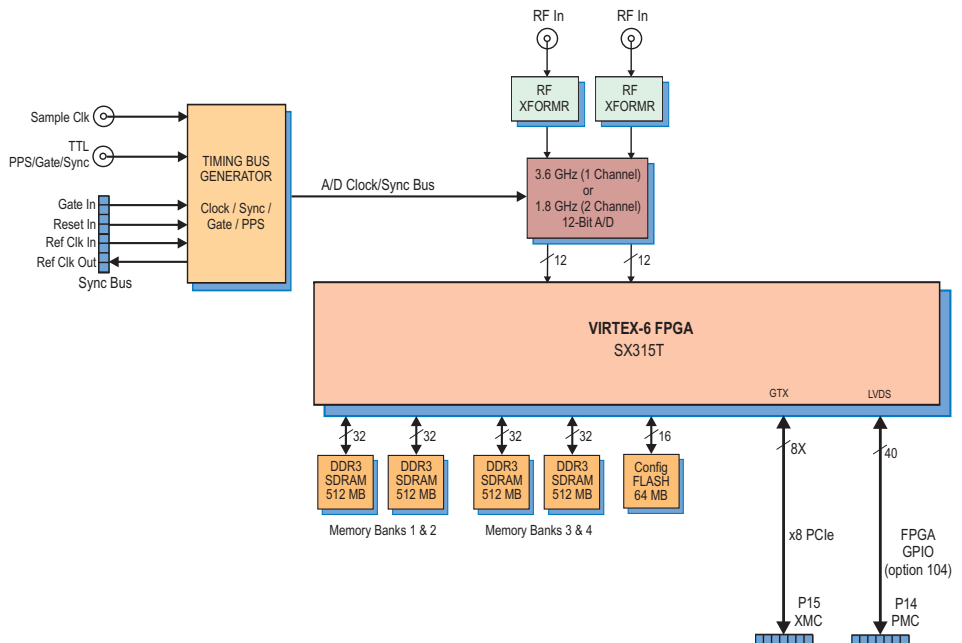 RF In
RF In
RF
XFORMR
RF
XFORMR
Sample Clk
TTL
PPS/Gate/Sync
TIMING BUS
GENERATOR
Clock / Sync /
Gate / PPS
Gate In
Reset In
Ref Clk In
Ref Clk Out
Sync Bus
A/D Clock/Sync Bus
3.6 GHz (1 Channel)
or
1.8 GHz (2 Channel)
12-Bit A/D
12
12
VIRTEX-6 FPGA
SX315T
GTX
LVDS
32
32
32
32
16
8X
40
DDR3
SDRAM
512 MB
DDR3
SDRAM
512 MB
DDR3
SDRAM
512 MB
DDR3
SDRAM
512 MB
Config
FLASH
64 MB
Memory Banks 1 & 2
Memory Banks 3 & 4
x8 PCIe
FPGA
GPIO
(option 104)
P15
XMC
P14
PMC